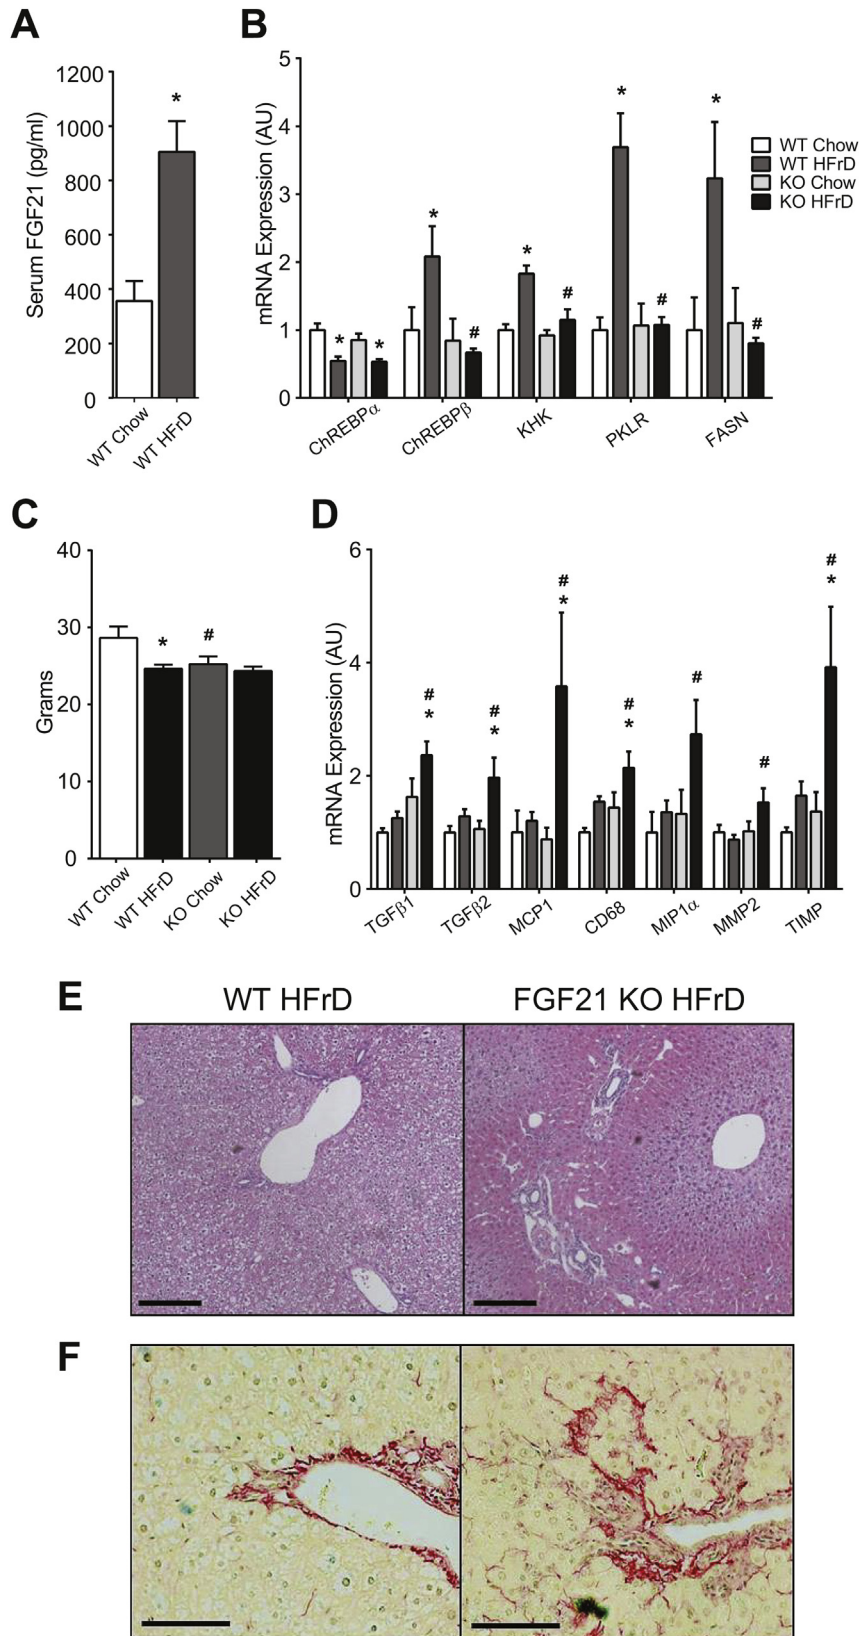 A
Serum FGF21 (pg/ml)
1200
1000
800
600
400
200
0
*
WT Chow
WT HFrD
B
mRNA Expression (AU)
5
4
3
2
1
0
* * * # * # * # * #
ChREBPα
ChREBPβ
KHK
PKLR
FASN
WT Chow
WT HFrD
KO Chow
KO HFrD
C
Grams
40
30
20
10
0
* #
WT Chow
WT HFrD
KO Chow
KO HFrD
D
mRNA Expression (AU)
6
4
2
0
# # # # # # #
* * * * *
TGFβ1
TGFβ2
MCP1
CD68
MIP1α
MMP2
TIMP
E
WT HFrD
FGF21 KO HFrD
F